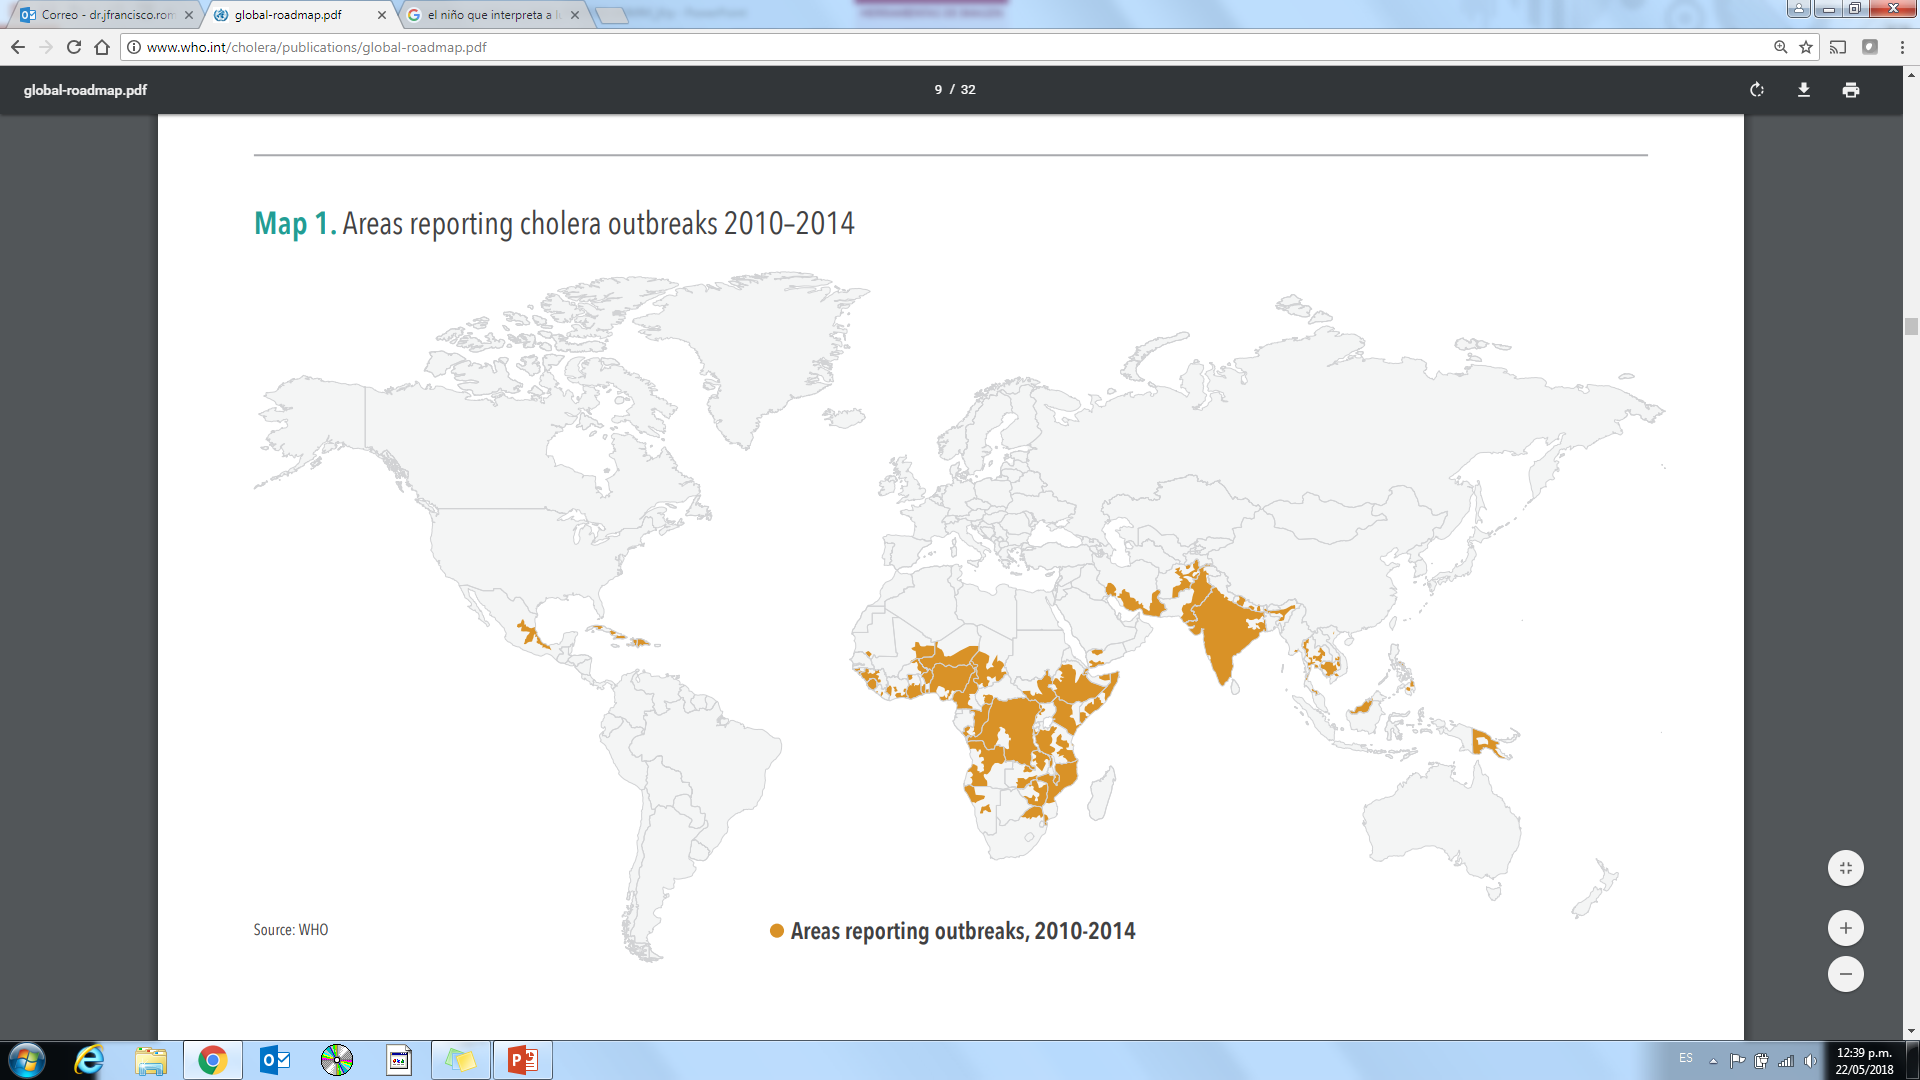 Correo - dr.jfrancisco.rom
global-roadmap.pdf
el niño que interpreta a l
www.who.int/cholera/publications/global-roadmap.pdf
global-roadmap.pdf
9 / 32
Map 1. Areas reporting cholera outbreaks 2010–2014
Source: WHO
Areas reporting outbreaks, 2010-2014
ES
12:39 p.m.
22/05/2018